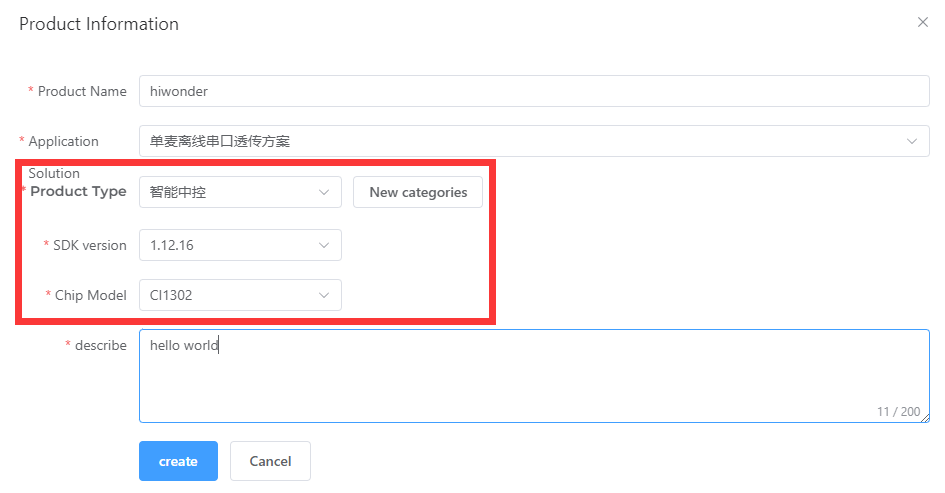 Product Information
* Product Name hiwonder
* Application 单麦离线串口透传方案
Solution
* Product Type 智能中控 New categories
* SDK version 1.12.16
* Chip Model CI1302
* describe hello world
11 / 200
create Cancel